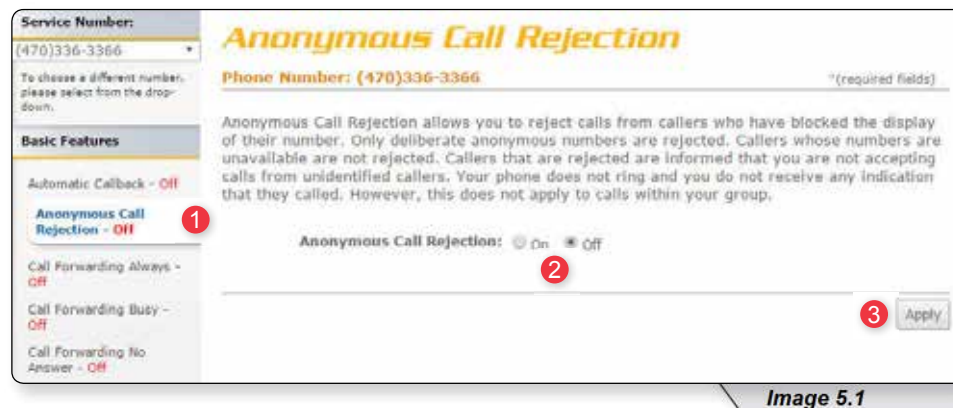 Service Number:
(470)336-3366
To choose a different number,
please select from the drop-
down.
Basic Features
Automatic Callback - Off
Anonymous Call
Rejection - Off
1
Call Forwarding Always -
Off
Call Forwarding Busy -
Off
Call Forwarding No
Answer - Off
Anonymous Call Rejection
Phone Number: (470)336-3366
*(required fields)
Anonymous Call Rejection allows you to reject calls from callers who have blocked the display
of their number. Only deliberate anonymous numbers are rejected. Callers whose numbers are
unavailable are not rejected. Callers that are rejected are informed that you are not accepting
calls from unidentified callers. Your phone does not ring and you do not receive any indication
that they called. However, this does not apply to calls within your group.
Anonymous Call Rejection: On Off
2
3 Apply
Image 5.1